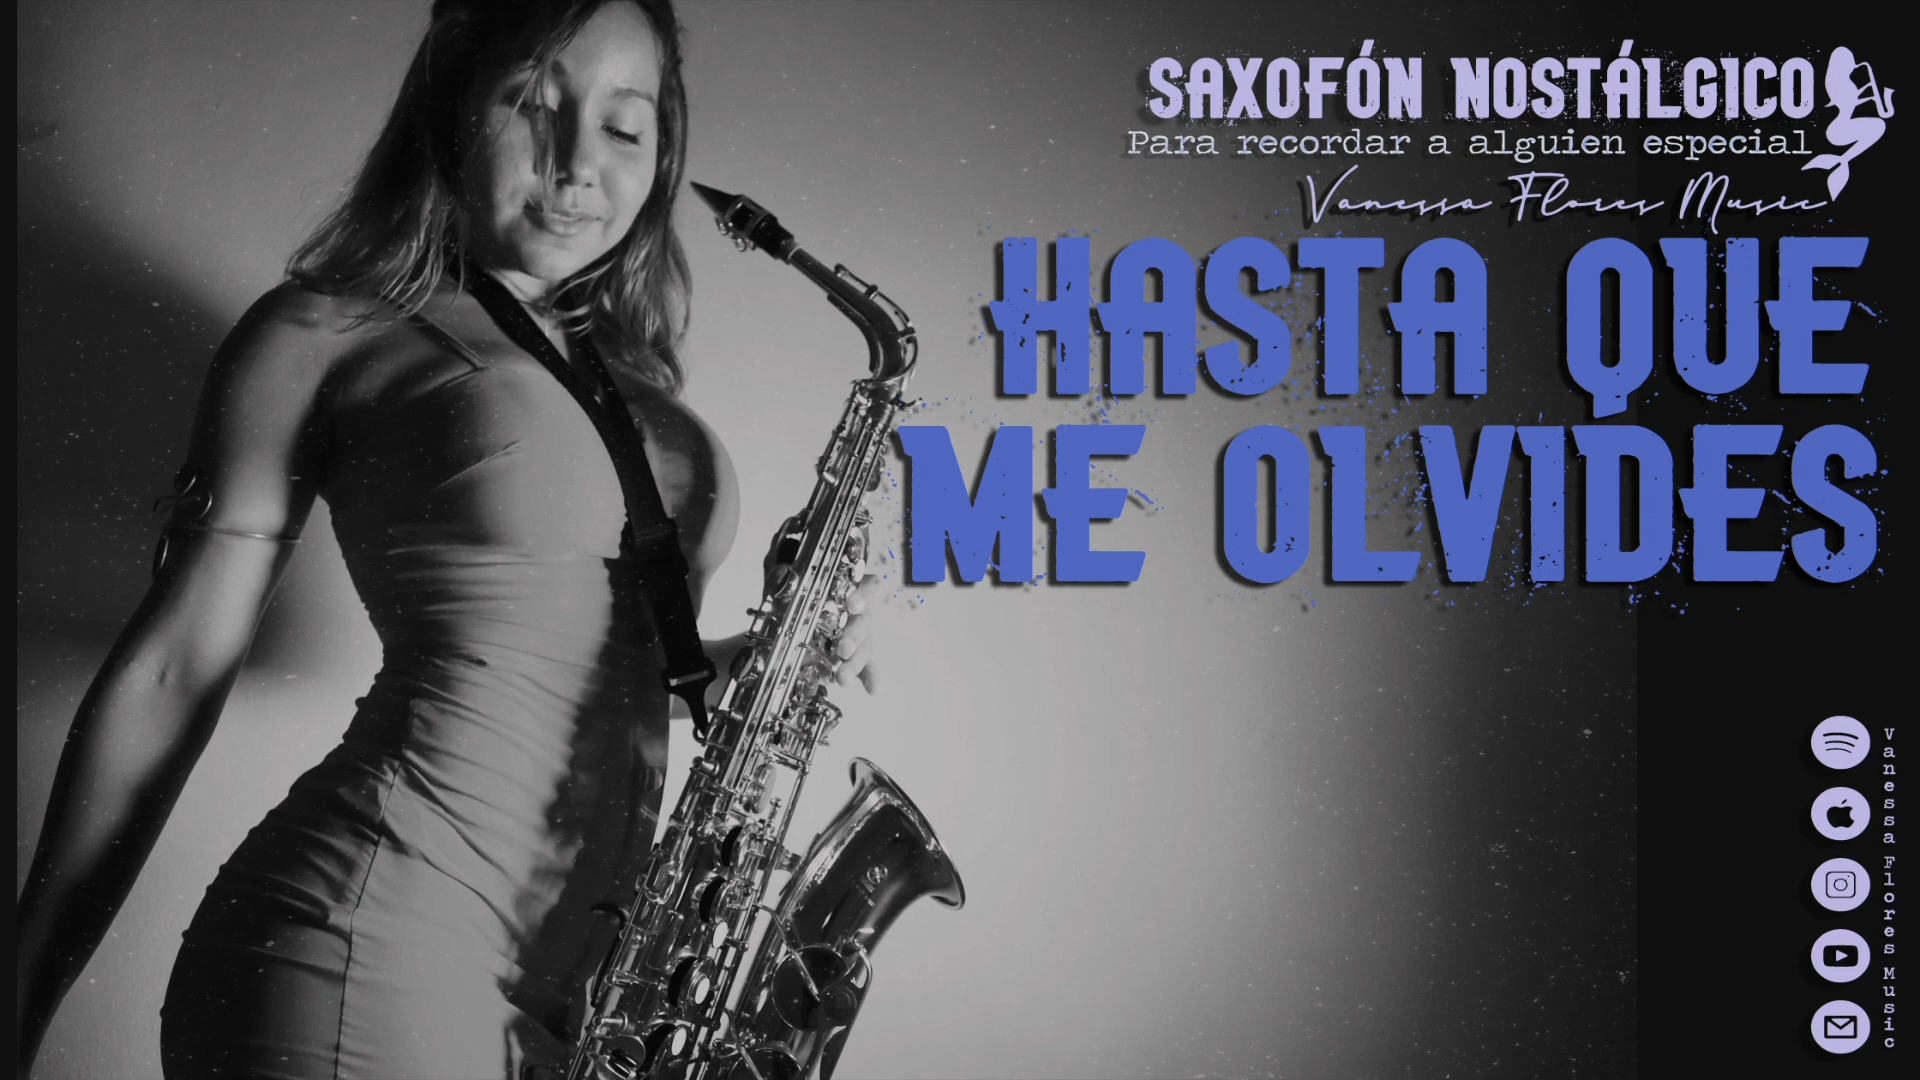 SAXOFÓN NOSTÁLGICO
Para recordar a alguien especial
Vanessa Flores Music
HASTA QUE
ME OLVIDES
Vanessa Flores Music